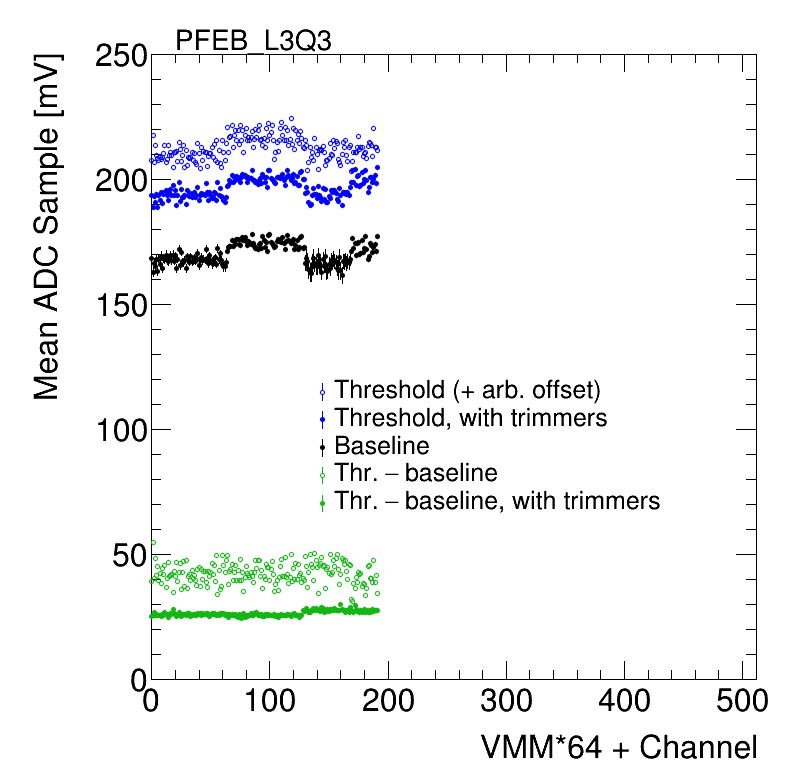 PFEB_L3Q3
Mean ADC Sample [mV]
250
200
150
100
50
0
Threshold (+ arb. offset)
Threshold, with trimmers
Baseline
Thr. – baseline
Thr. – baseline, with trimmers
0 100 200 300 400 500
VMM*64 + Channel